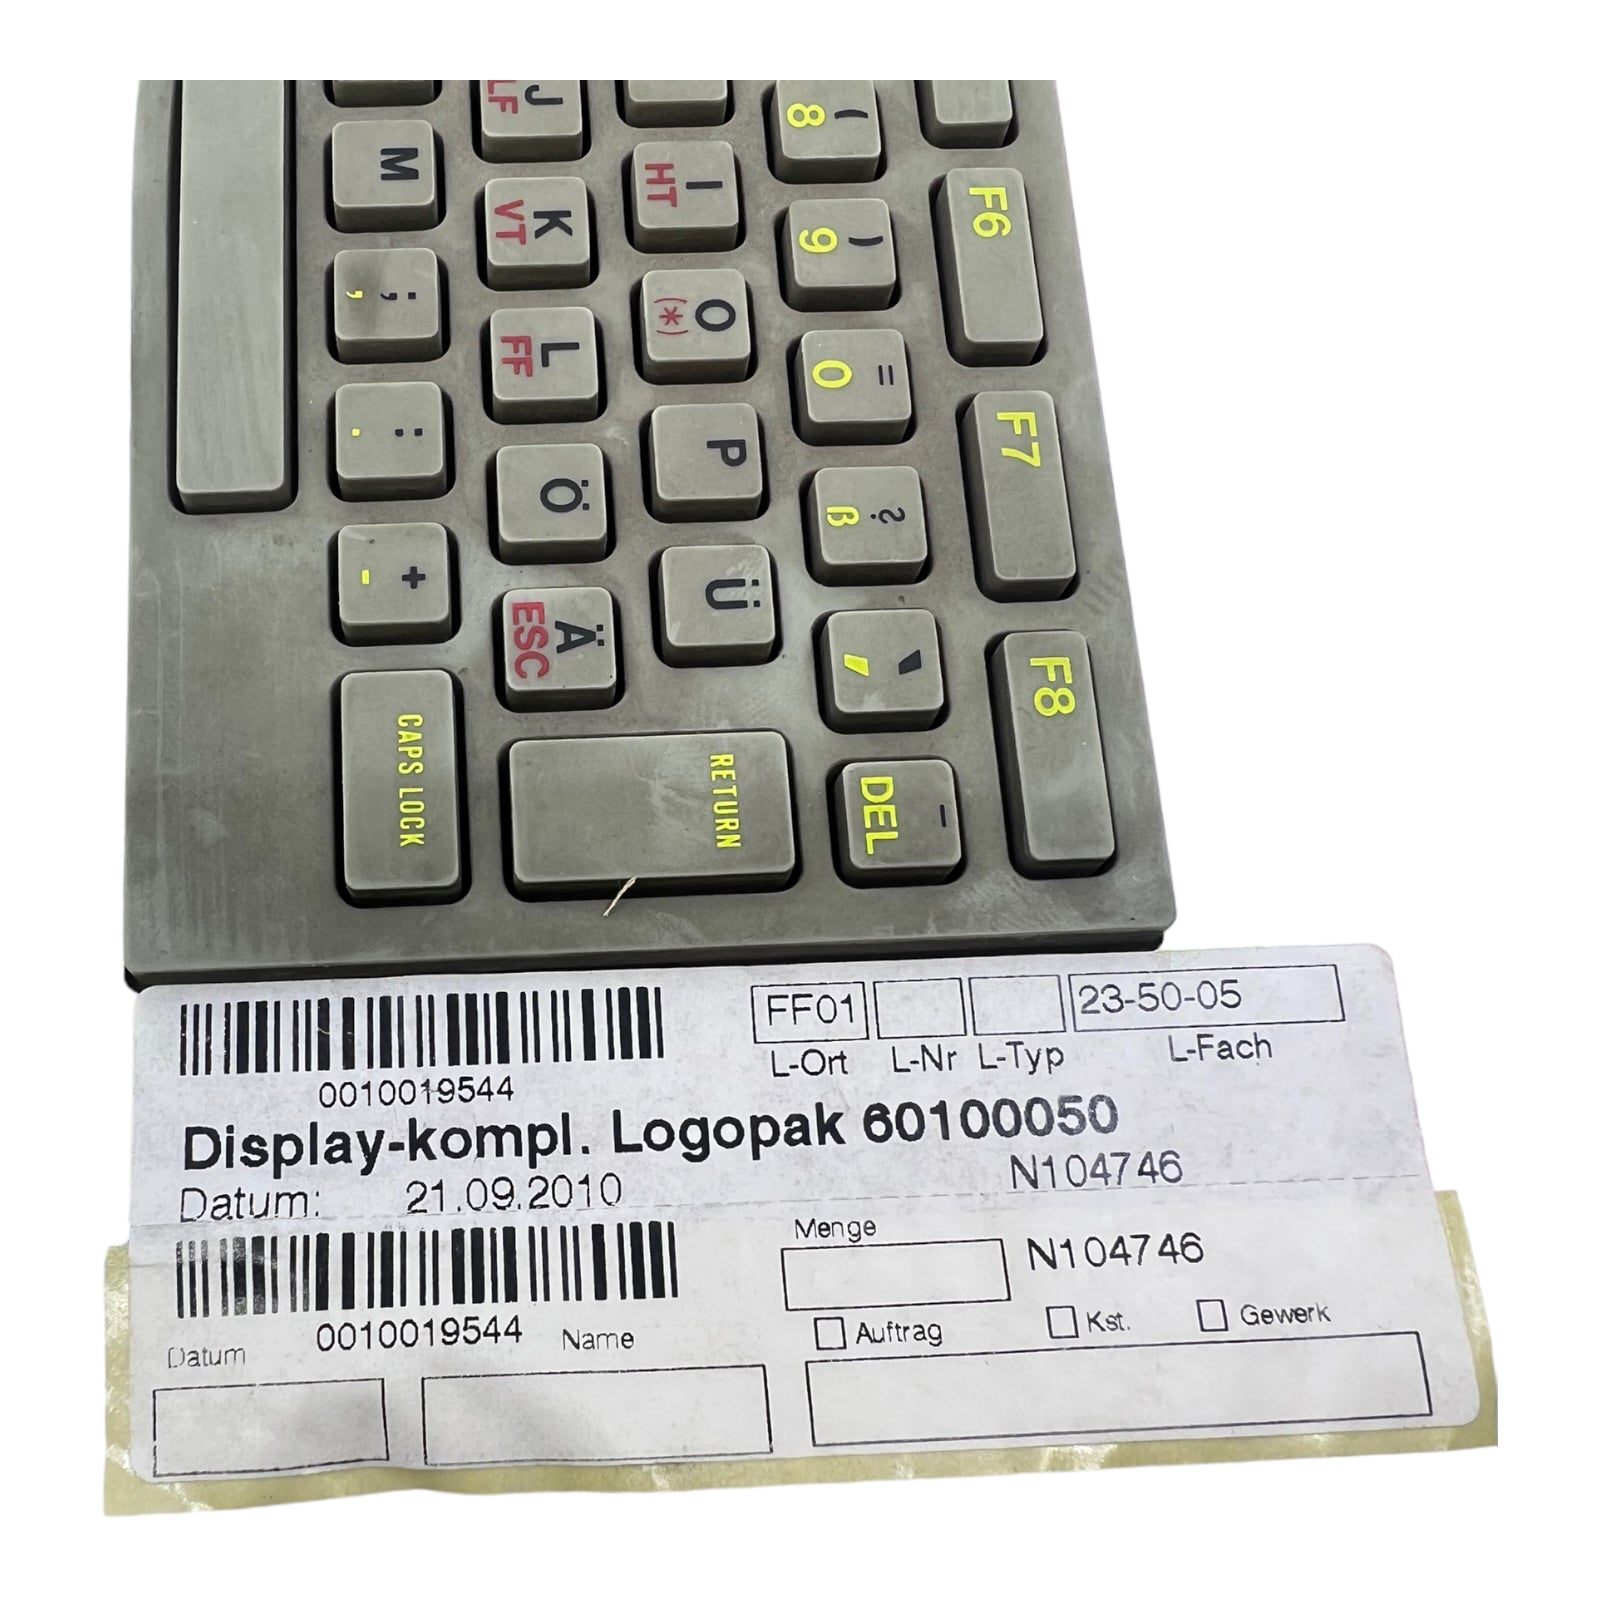 J
LF
(
8
M
I
HT
F6
K
VT
)
9
;
,
O
(*)
L
FF
=
0
:
.
P
F7
Ö
?
ß
+
-
Ü
Ä
ESC
'
´
F8
CAPS LOCK
RETURN
_
DEL
FF01 23-50-05
L-Ort L-Nr L-Typ L-Fach
0010019544
Display-kompl. Logopak 60100050
Datum: 21.09.2010 N104746
Menge
N104746
0010019544
Datum Name Auftrag Kst. Gewerk